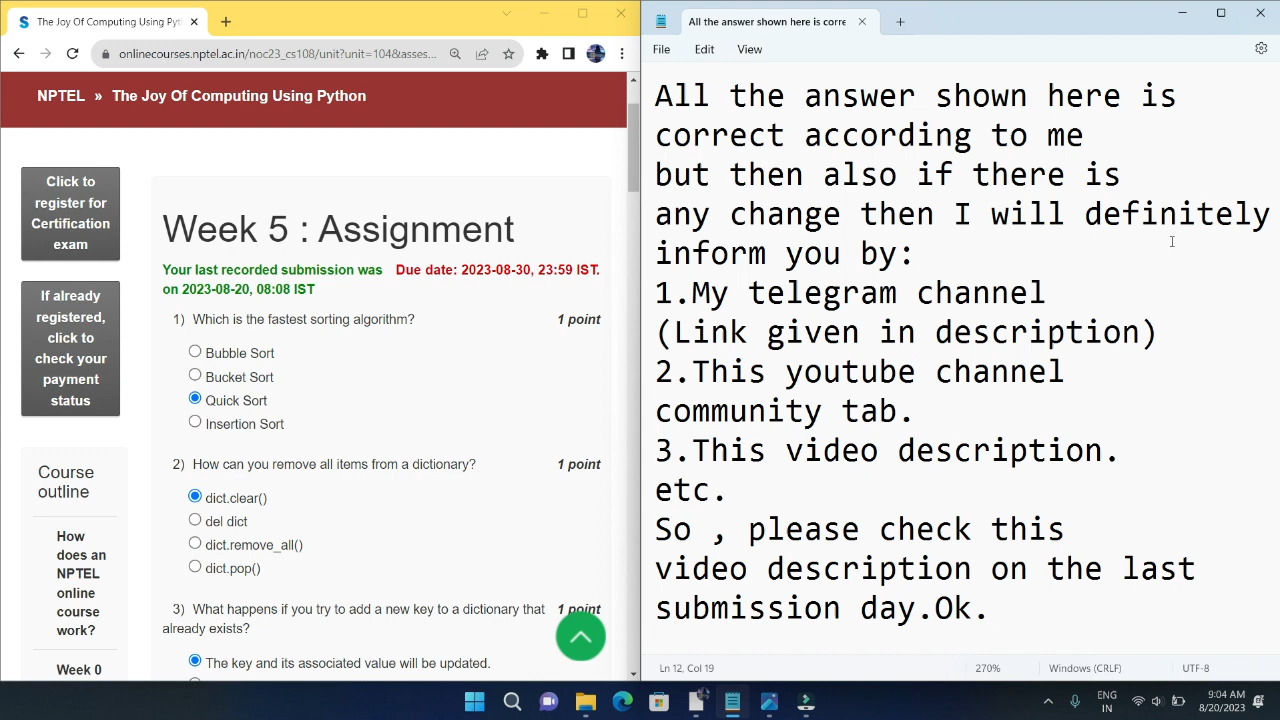 The Joy Of Computing Using Pyt
onlinecourses.nptel.ac.in/noc23_cs108/unit?unit=104&asses...
NPTEL » The Joy Of Computing Using Python
Click to
register for
Certification
exam
If already
registered,
click to
check your
payment
status
Course
outline
How
does an
NPTEL
online
course
work?
Week 0
Week 5 : Assignment
Your last recorded submission was
on 2023-08-20, 08:08 IST
Due date: 2023-08-30, 23:59 IST.
1) Which is the fastest sorting algorithm?
1 point
Bubble Sort
Bucket Sort
Quick Sort
Insertion Sort
2) How can you remove all items from a dictionary?
1 point
dict.clear()
del dict
dict.remove_all()
dict.pop()
3) What happens if you try to add a new key to a dictionary that
already exists?
1 point
The key and its associated value will be updated.
All the answer shown here is corre
File Edit View
All the answer shown here is
correct according to me
but then also if there is
any change then I will definitely
inform you by:
1.My telegram channel
(Link given in description)
2.This youtube channel
community tab.
3.This video description.
etc.
So , please check this
video description on the last
submission day.Ok.
Ln 12, Col 19
270%
Windows (CRLF)
UTF-8
ENG
IN
9:04 AM
8/20/2023